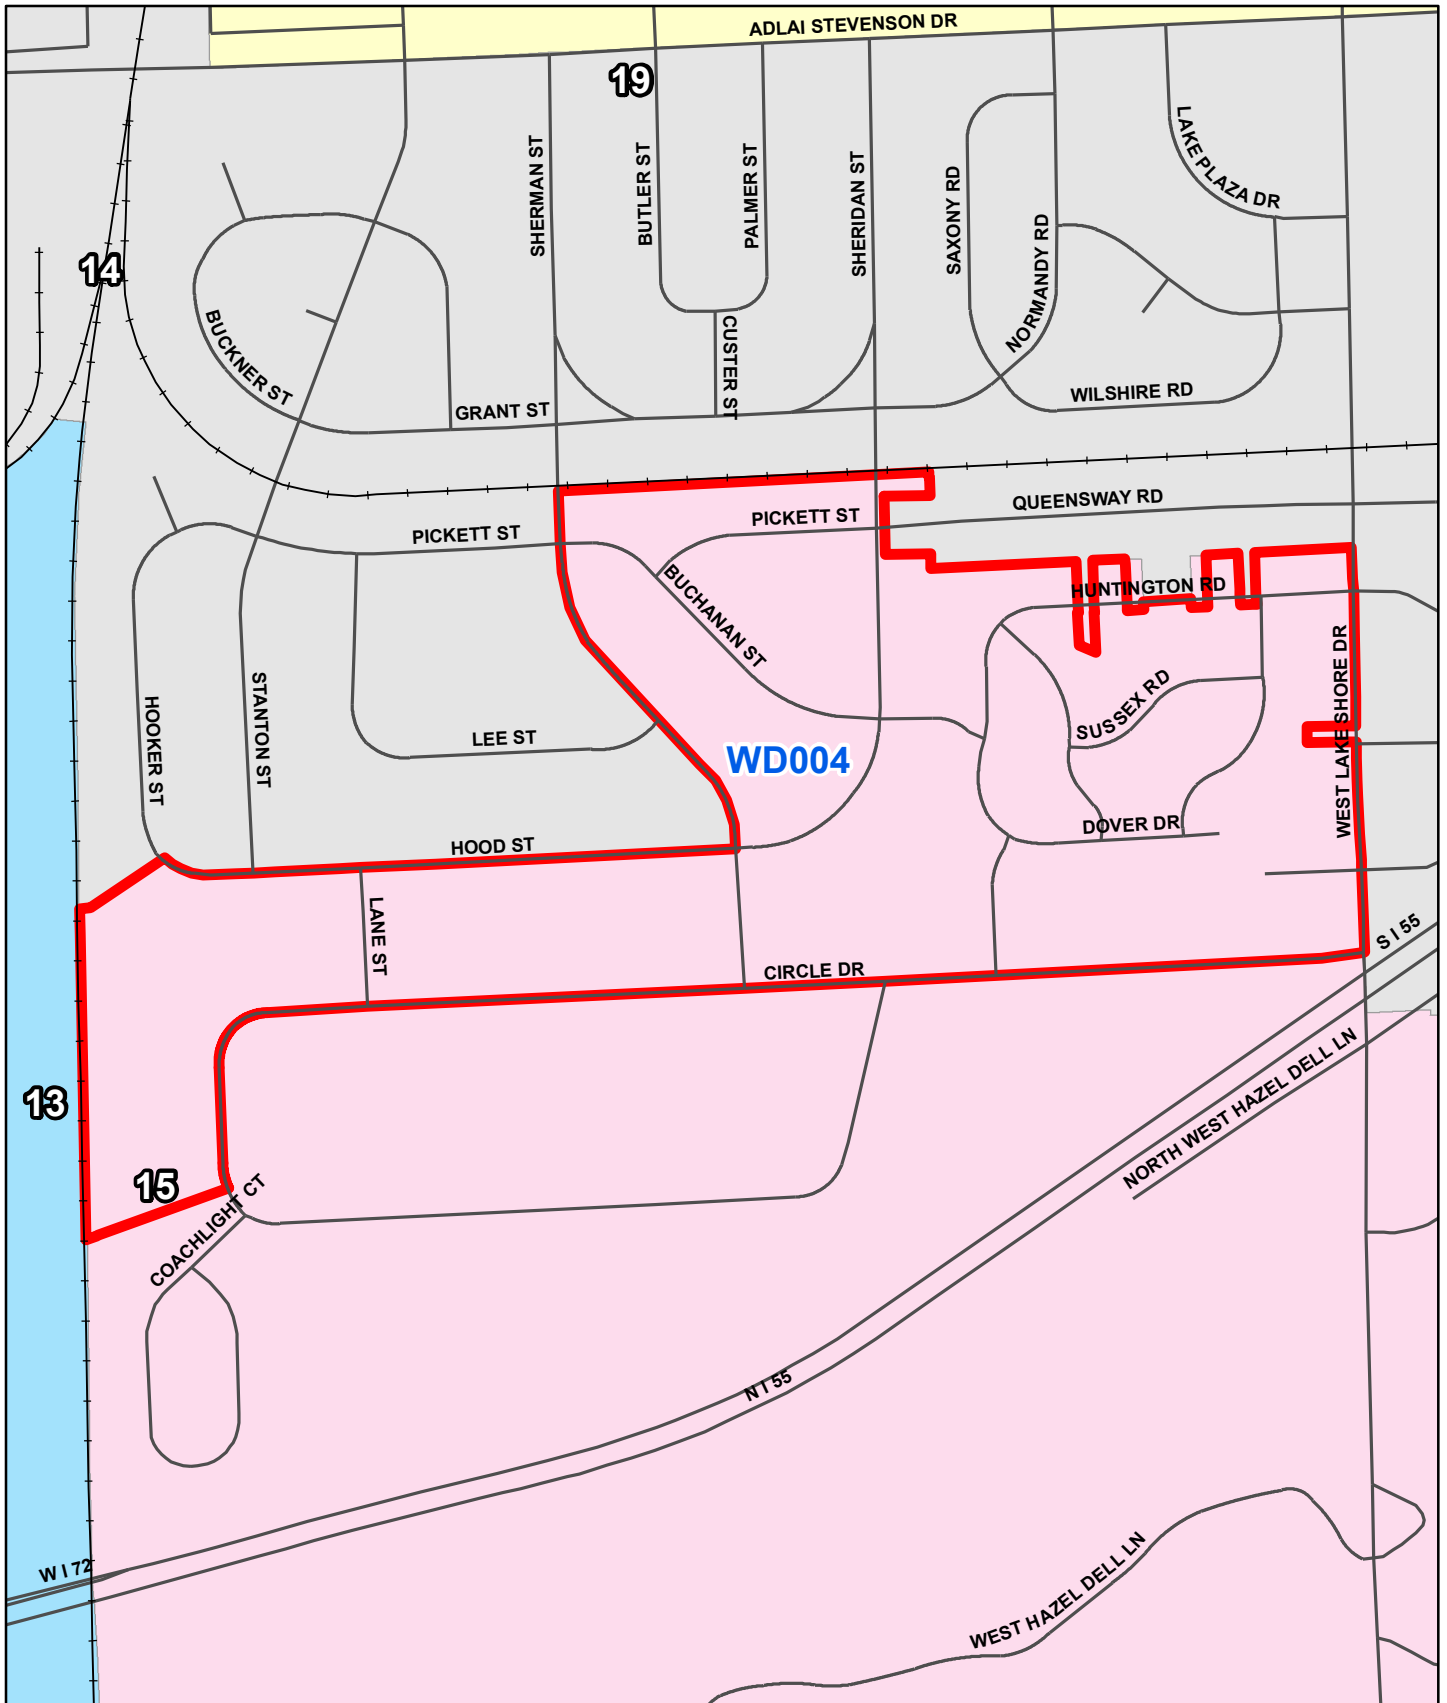 ADLAI STEVENSON DR
19
LAKE PLAZA DR
SHERMAN ST
BUTLER ST
PALMER ST
SHERIDAN ST
SAXONY RD
NORMANDY RD
14
BUCKNER ST
CUSTER ST
WILSHIRE RD
GRANT ST
QUEENSWAY RD
PICKETT ST
PICKETT ST
BUCHANAN ST
HUNTINGTON RD
HOOKER ST
STANTON ST
SUSSEX RD
WEST LAKE SHORE DR
LEE ST
WD004
DOVER DR
HOOD ST
LANE ST
S I 55
CIRCLE DR
NORTH WEST HAZEL DELL LN
13
15
COACHLIGHT CT
N I 55
W I 72
WEST HAZEL DELL LN